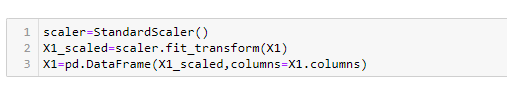 1 scaler=StandardScaler()
2 X1_scaled=scaler.fit_transform(X1)
3 X1=pd.DataFrame(X1_scaled,columns=X1.columns)